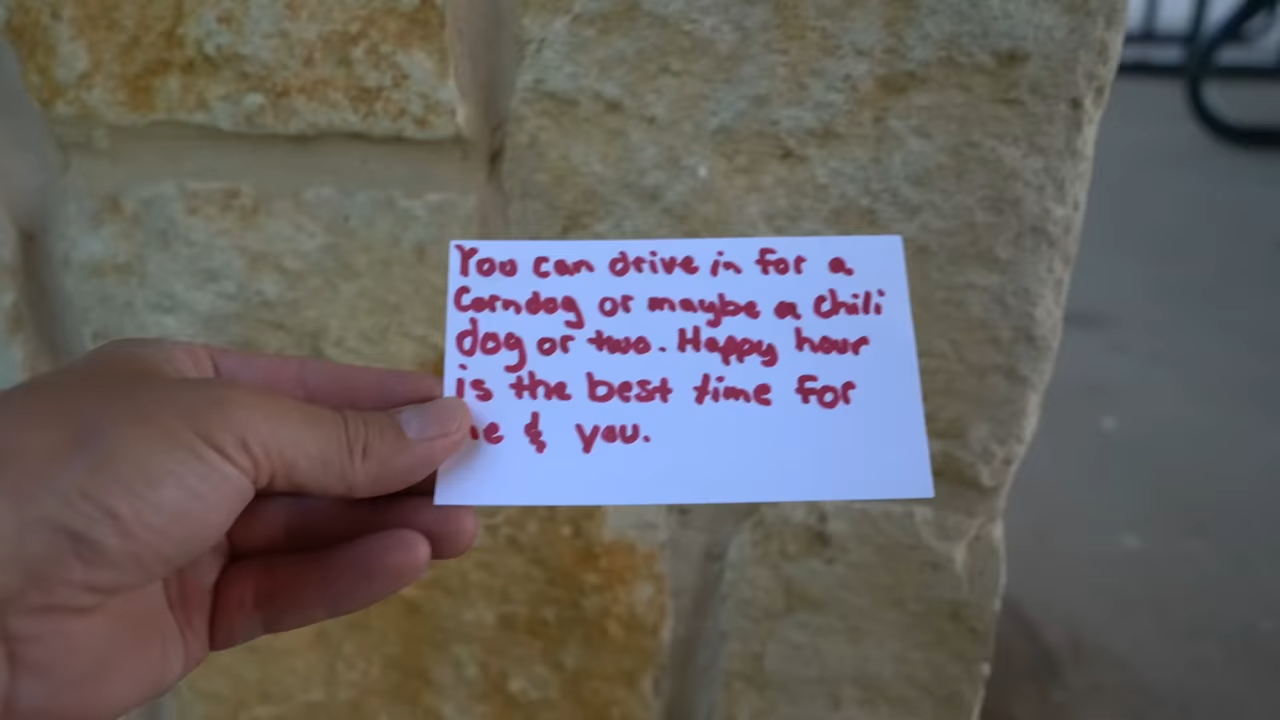 You can drive in for a
Corndog or maybe a chili
dog or two. Happy hour
is the best time for
& you.